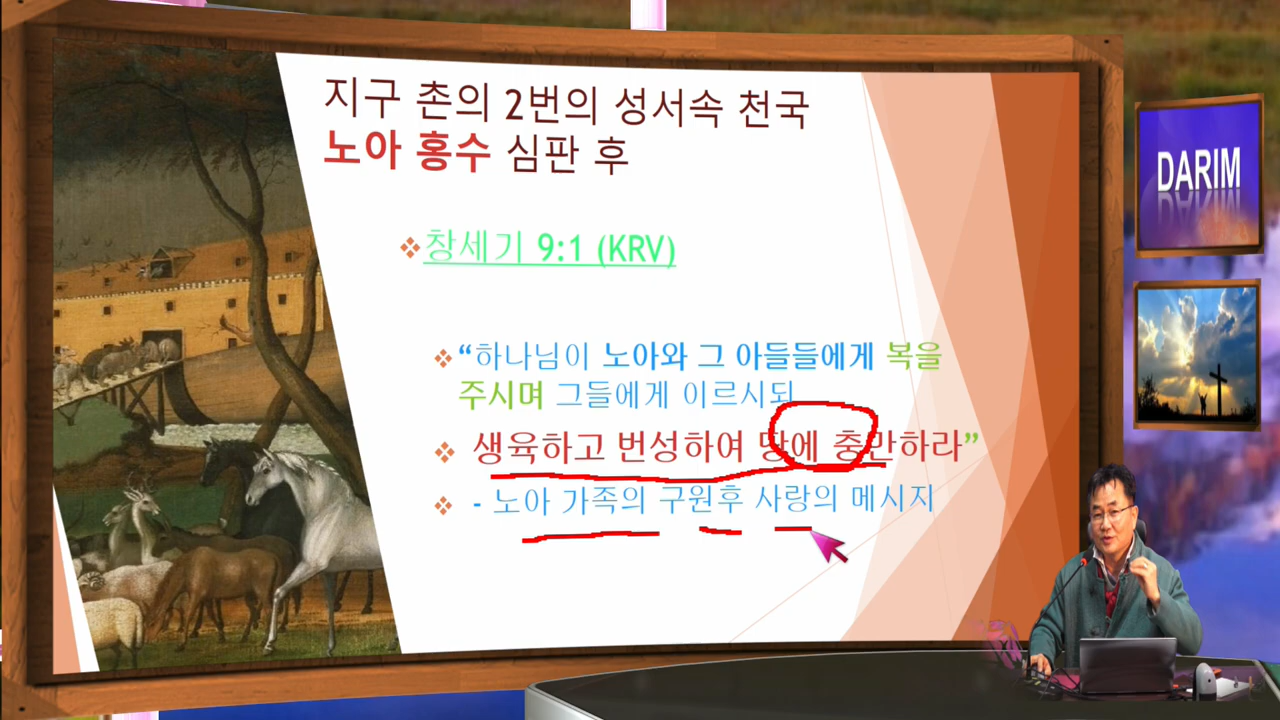 지구 촌의 2번의 성서속 천국
노아 홍수 심판 후
창세기 9:1 (KRV)
“하나님이 노아와 그 아들들에게 복을
주시며 그들에게 이르시되
생육하고 번성하여 땅에 충만하라”
- 노아 가족의 구원후 사랑의 메시지
DARIM